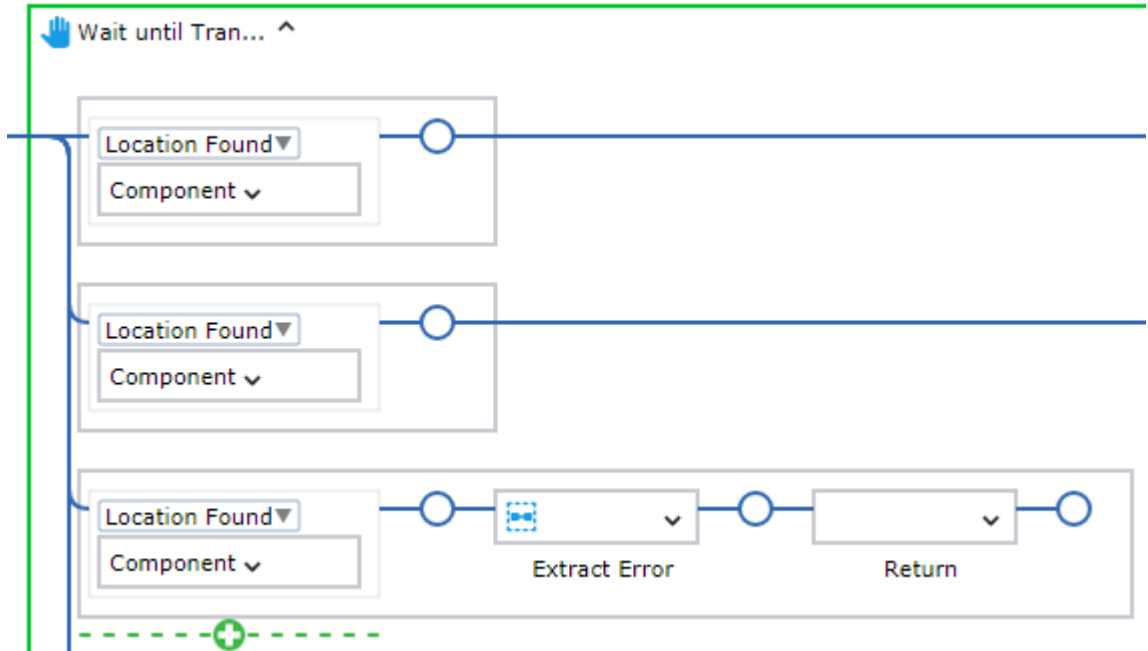 Wait until Tran...
Location Found
Component
Location Found
Component
Location Found
Component
Extract Error
Return